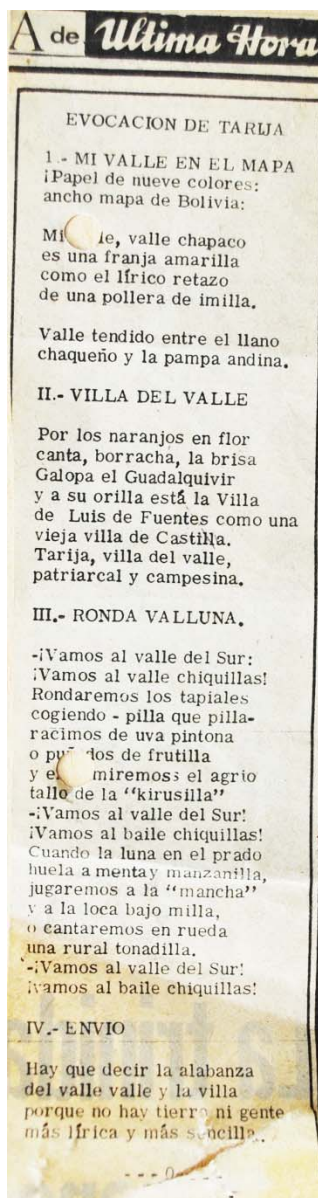 A de Ultima Hora
EVOCACION DE TARIJA
1.- MI VALLE EN EL MAPA
¡Papel de nueve colores:
ancho mapa de Bolivia:
Mi le, valle chapaco
es una franja amarilla
como el lírico retazo
de una pollera de imilla.
Valle tendido entre el llano
chaqueño y la pampa andina.
II.- VILLA DEL VALLE
Por los naranjos en flor
canta, borracha, la brisa
Galopa el Guadalquivir
y a su orilla está la Villa
de Luis de Fuentes como una
vieja villa de Castilla.
Tarija, villa del valle,
patriarcal y campesina.
III.- RONDA VALLUNA.
-¡Vamos al valle del Sur:
¡Vamos al valle chiquillas!
Rondaremos los tapiales
cogiendo - pilla que pilla-
racimos de uva pintona
o pu dos de frutilla
y e miremos; el agrio
tallo de la "kirusilla"
-¡Vamos al valle del Sur!
¡Vamos al baile chiquillas!
Cuando la luna en el prado
huela a menta y manzanilla,
jugaremos a la "mancha"
y a la loca bajo milla,
o cantaremos en rueda
una rural tonadilla.
-¡Vamos al valle del Sur!
¡vamos al baile chiquillas!
IV.- ENVIO
Hay que decir la alabanza
del valle valle y la villa
porque no hay tierra ni gente
más lírica y más sencilla.
- - - 0 - - - -